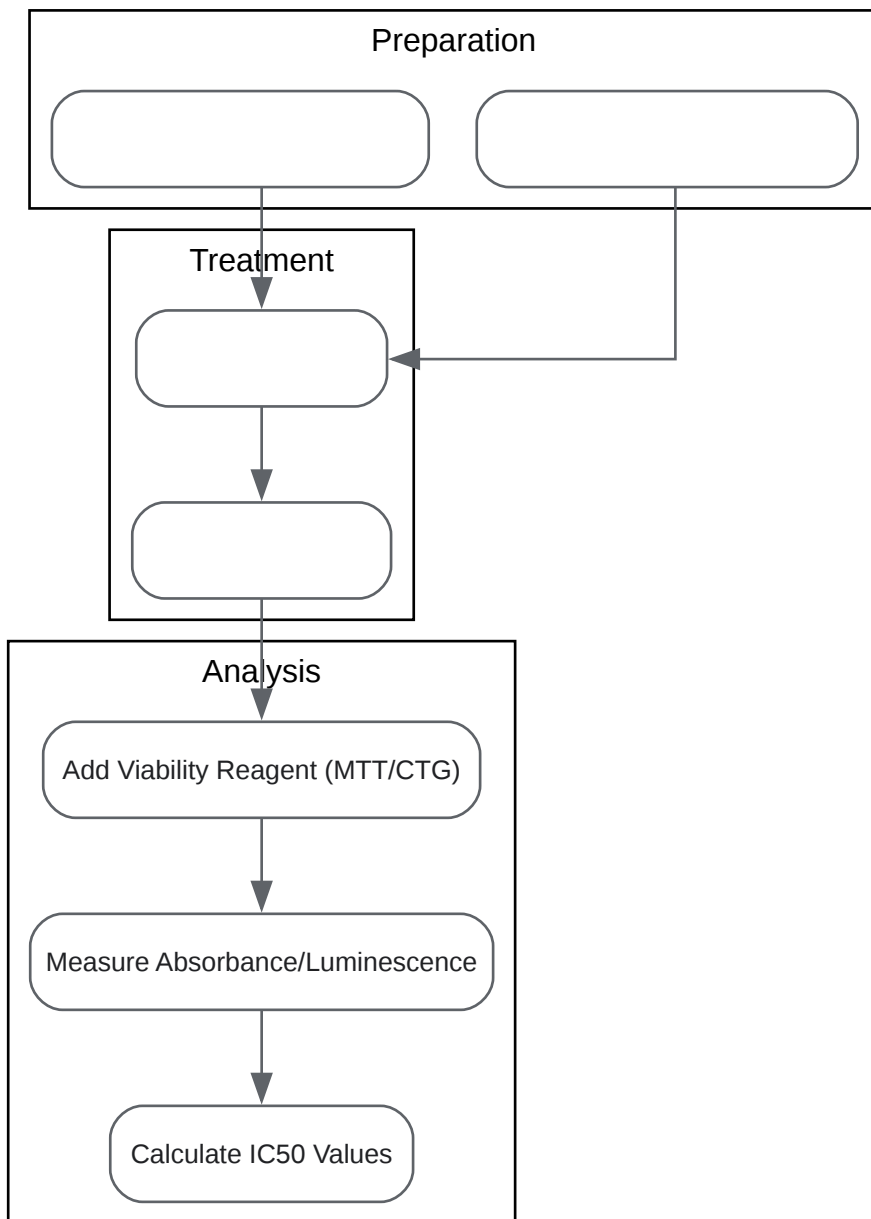 Preparation
Treatment
Analysis
Add Viability Reagent (MTT/CTG)
Measure Absorbance/Luminescence
Calculate IC50 Values